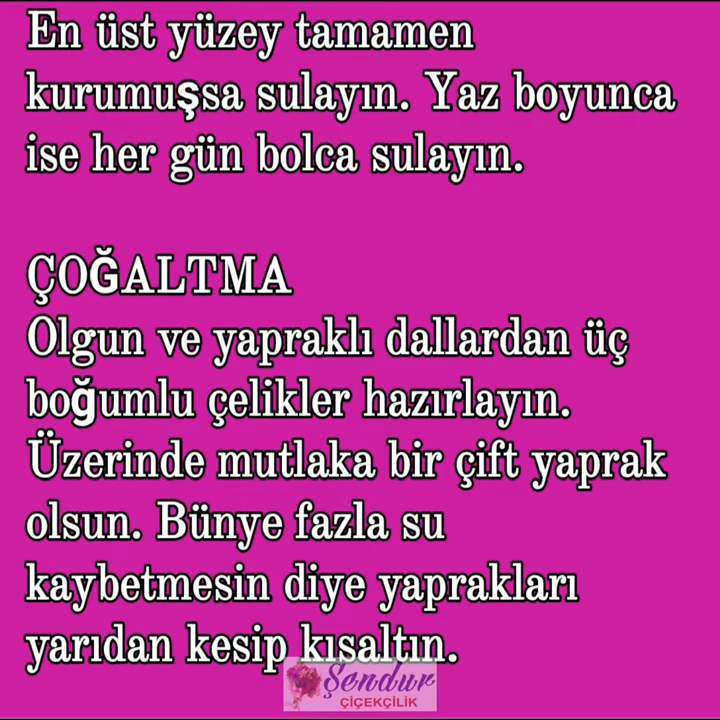 En üst yüzey tamamen
kurumuşsa sulayın. Yaz boyunca
ise her gün bolca sulayın.
ÇOĞALTMA
Olgun ve yapraklı dallardan üç
boğumlu çelikler hazırlayın.
Üzerinde mutlaka bir çift yaprak
olsun. Bünye fazla su
kaybetmesin diye yaprakları
yarıdan kesip kısaltın.
Şendur
ÇİÇEKÇİLİK